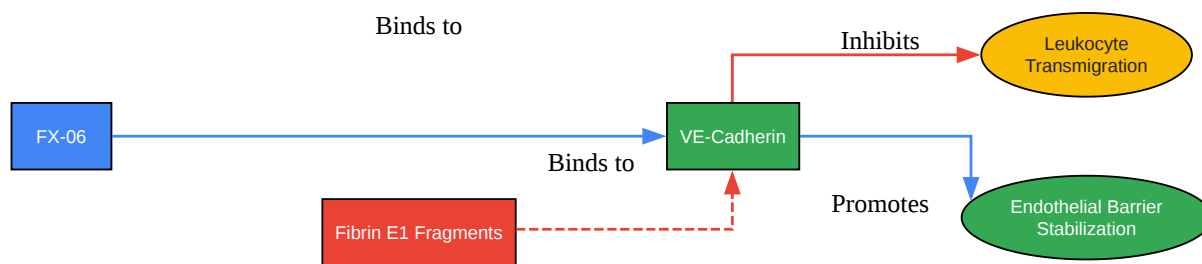 Binds to
Inhibits
Leukocyte
Transmigration
FX-06
VE-Cadherin
Binds to
Promotes
Endothelial Barrier
Stabilization
Fibrin E1 Fragments